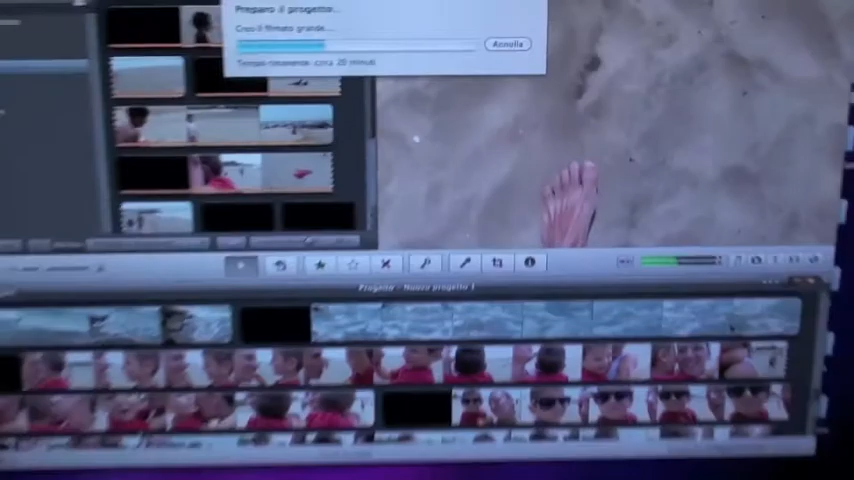 Preparo il progetto...
Creo il filmato grande...
Annulla
Tempo rimanente: circa 20 minuti
Progetto - Nuovo progetto 1